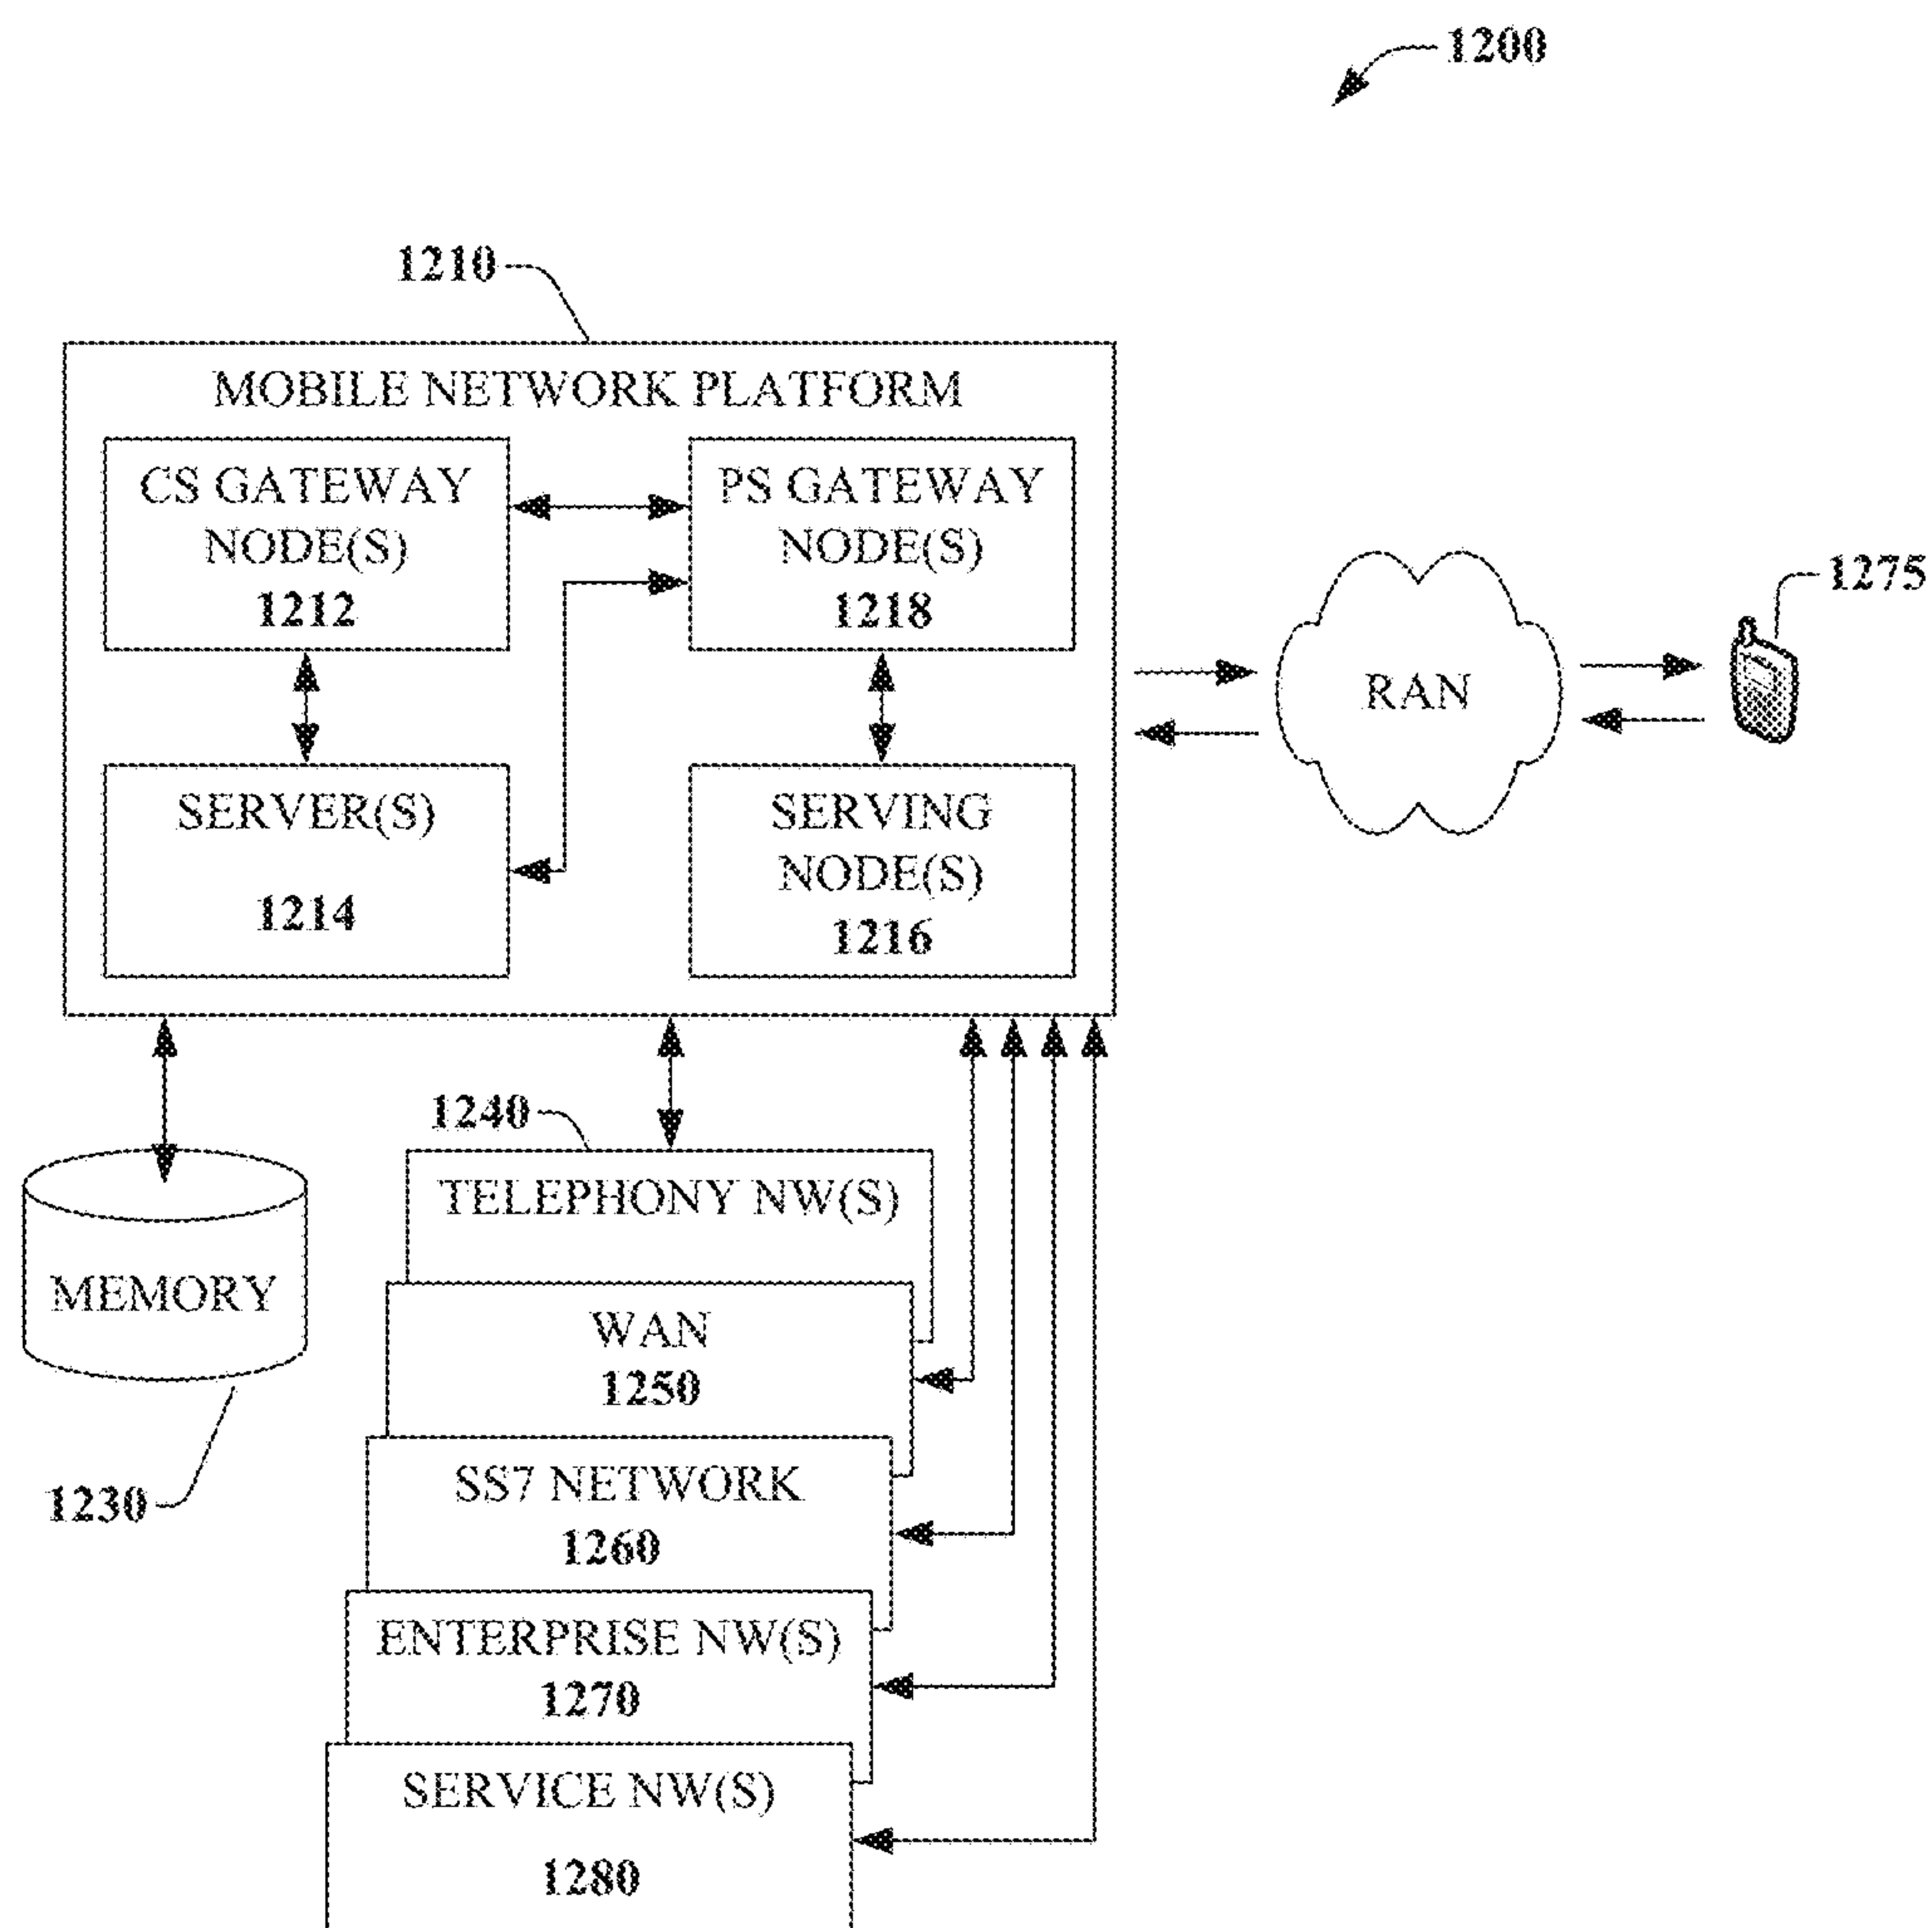 1200
1210
MOBILE NETWORK PLATFORM
CS GATEWAY
NODE(S)
1212
PS GATEWAY
NODE(S)
1218
SERVER(S)
1214
SERVING
NODE(S)
1216
RAN
1275
1240
TELEPHONY NW(S)
MEMORY
1230
WAN
1250
SS7 NETWORK
1260
ENTERPRISE NW(S)
1270
SERVICE NW(S)
1280